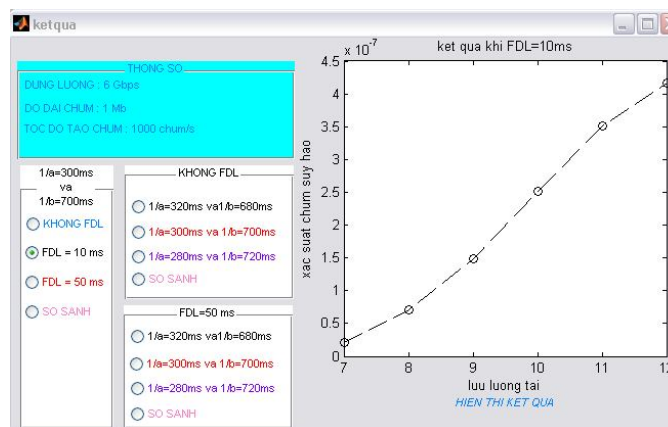 ketqua
THONG SO
DUNG LUONG : 6 Gbps
DO DAI CHUM : 1 Mb
TOC DO TAO CHUM : 1000 chum/s
1/a=300ms
va
1/b=700ms
KHONG FDL
FDL = 10 ms
FDL = 50 ms
SO SANH
KHONG FDL
1/a=320ms va1/b=680ms
1/a=300ms va 1/b=700ms
1/a=280ms va 1/b=720ms
SO SANH
FDL=50 ms
1/a=320ms va1/b=680ms
1/a=300ms va 1/b=700ms
1/a=280ms va 1/b=720ms
SO SANH
ket qua khi FDL=10ms
x 10^-7
4.5
4
3.5
3
2.5
2
1.5
1
0.5
0
xac suat chum suy hao
7 8 9 10 11 12
luu luong tai
HIEN THI KET QUA